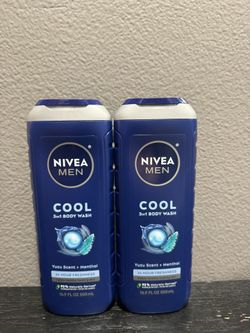 NIVEA
MEN
COOL
3in1 BODY WASH
Yuzu Scent + Menthol
24-HOUR FRESHNESS
16.9 FL OZ 500 mL
NIVEA
MEN
COOL
3in1 BODY WASH
Yuzu Scent + Menthol
24-HOUR FRESHNESS
16.9 FL OZ 500 mL